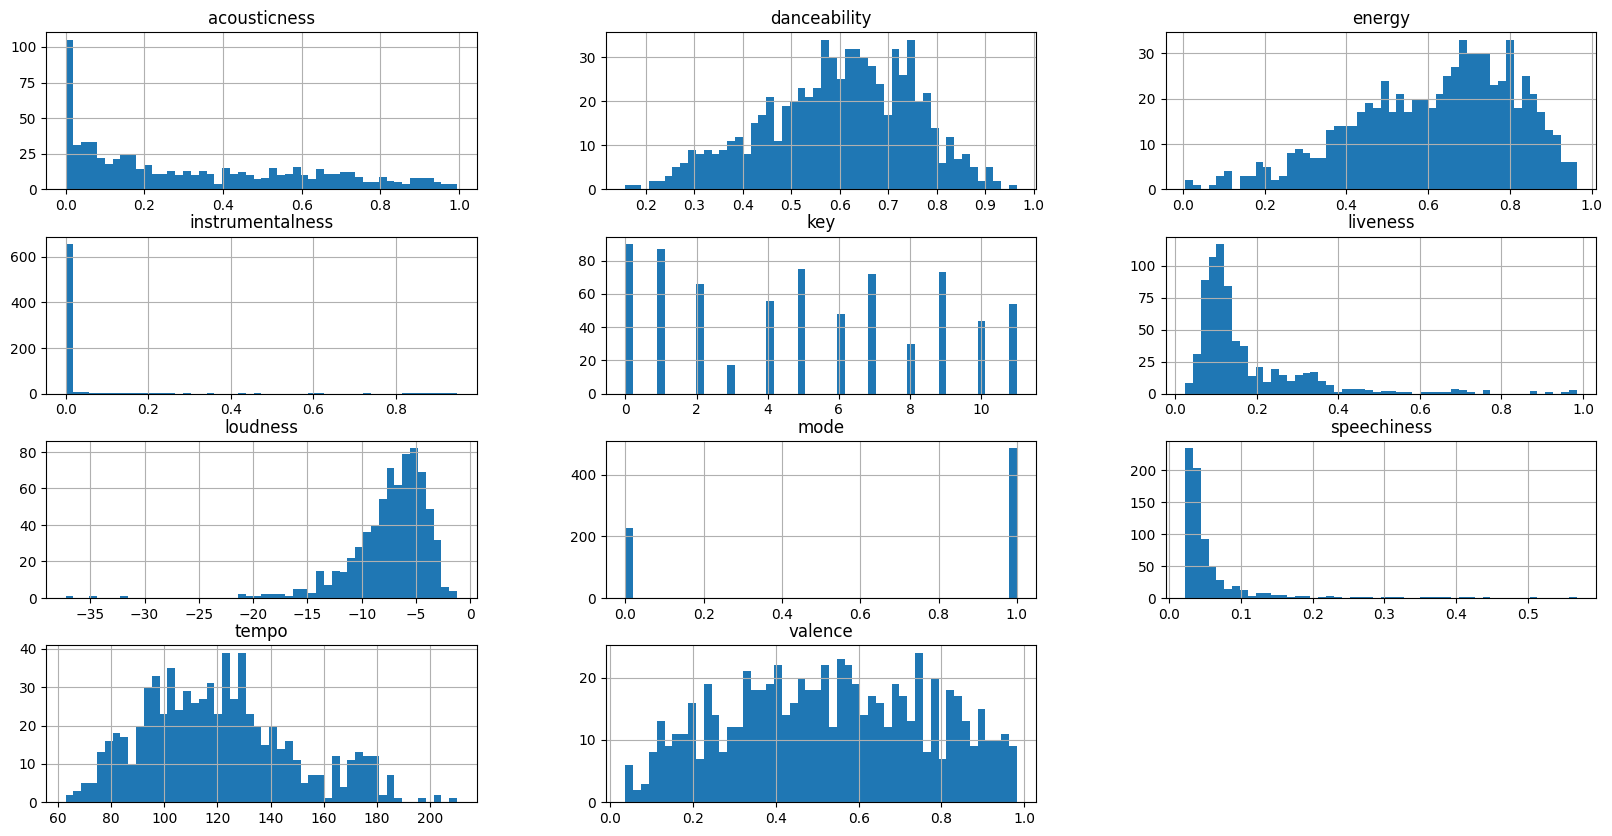 acousticness
100
75
50
25
0
0.0 0.2 0.4 0.6 0.8 1.0
danceability
30
20
10
0
0.2 0.3 0.4 0.5 0.6 0.7 0.8 0.9 1.0
energy
30
20
10
0
0.0 0.2 0.4 0.6 0.8 1.0
instrumentalness
600
400
200
0
0.0 0.2 0.4 0.6 0.8
key
80
60
40
20
0
0 2 4 6 8 10
liveness
100
75
50
25
0
0.0 0.2 0.4 0.6 0.8 1.0
loudness
80
60
40
20
0
−35 −30 −25 −20 −15 −10 −5 0
mode
400
200
0
0.0 0.2 0.4 0.6 0.8 1.0
speechiness
200
150
100
50
0
0.0 0.1 0.2 0.3 0.4 0.5
tempo
40
30
20
10
0
60 80 100 120 140 160 180 200
valence
20
10
0
0.0 0.2 0.4 0.6 0.8 1.0